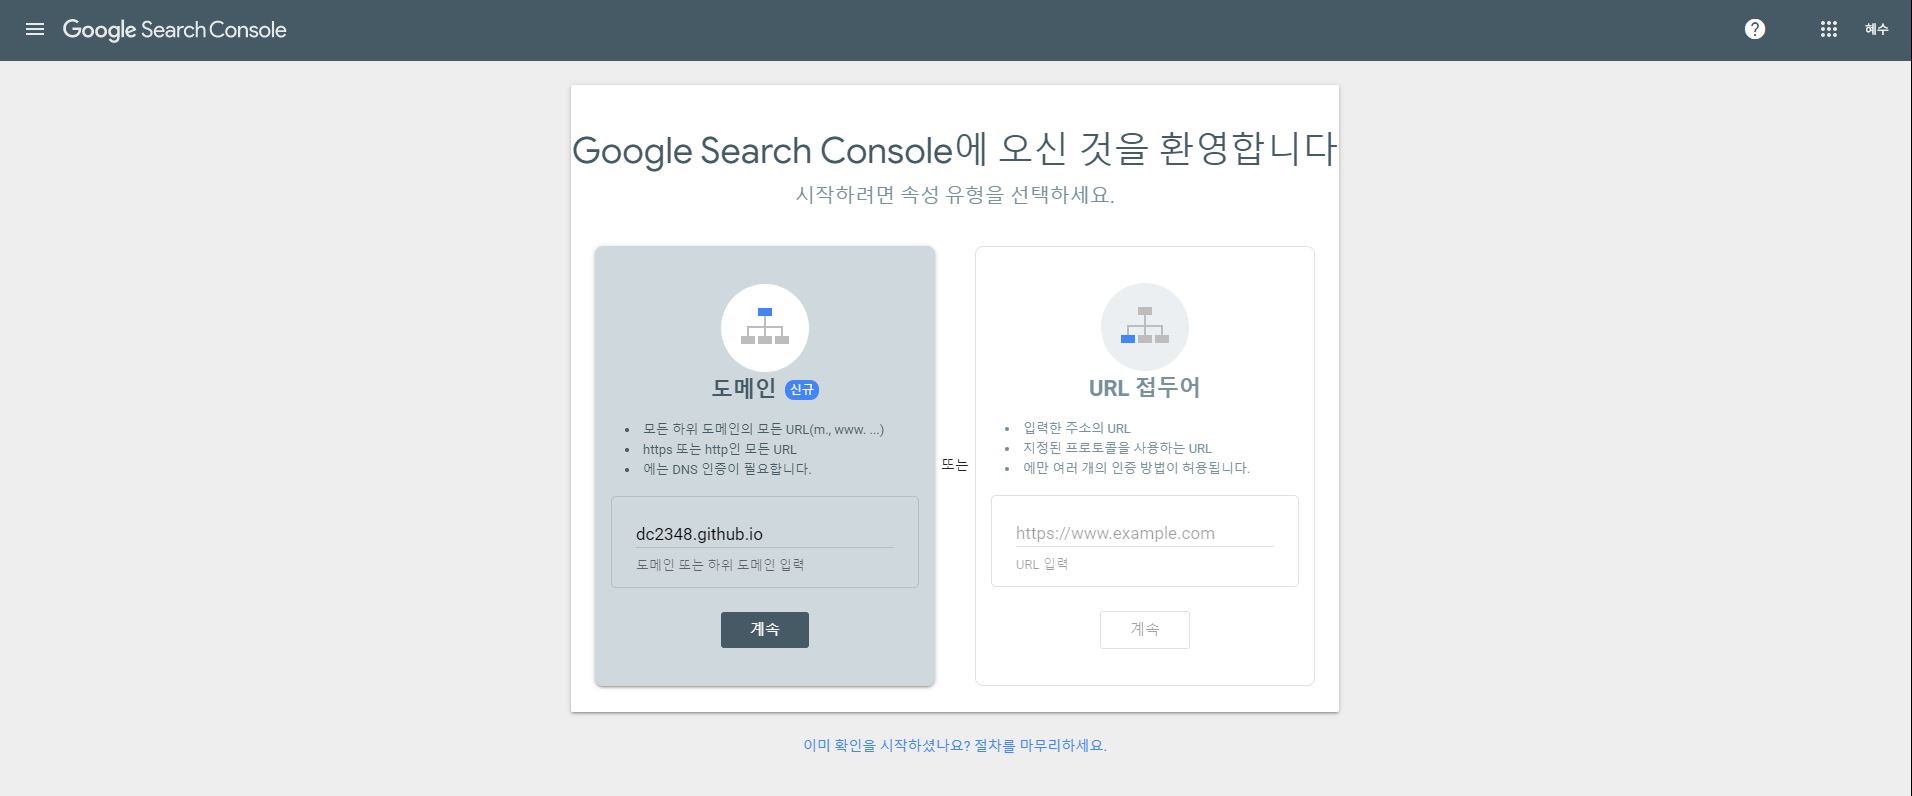 Google Search Console
혜수
Google Search Console에 오신 것을 환영합니다
시작하려면 속성 유형을 선택하세요.
도메인 신규
모든 하위 도메인의 모든 URL(m., www. ...)
https 또는 http인 모든 URL
에는 DNS 인증이 필요합니다.
dc2348.github.io
도메인 또는 하위 도메인 입력
계속
또는
URL 접두어
입력한 주소의 URL
지정된 프로토콜을 사용하는 URL
에만 여러 개의 인증 방법이 허용됩니다.
https://www.example.com
URL 입력
계속
이미 확인을 시작하셨나요? 절차를 마무리하세요.